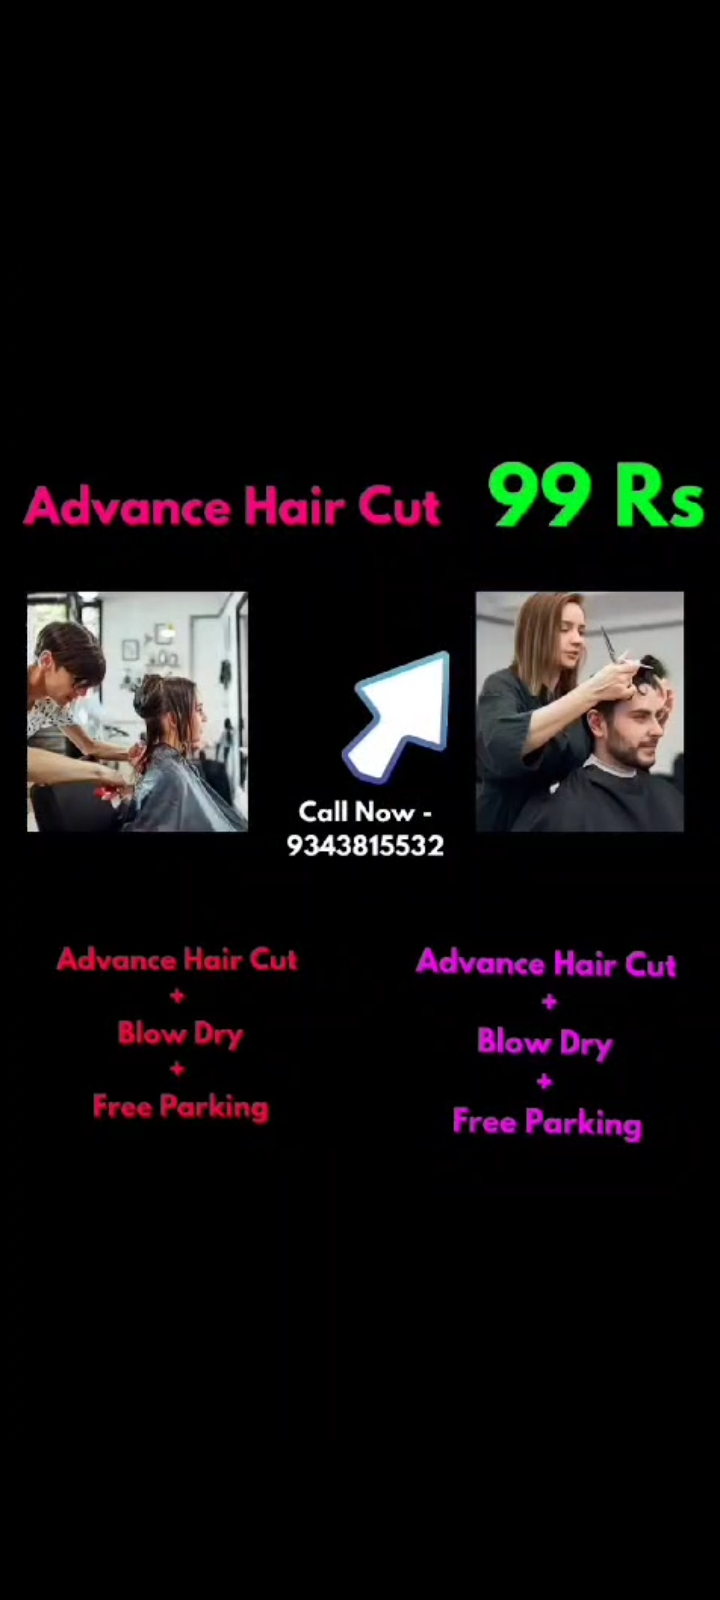 Advance Hair Cut 99 Rs
Call Now -
9343815532
Advance Hair Cut
+
Blow Dry
+
Free Parking
Advance Hair Cut
+
Blow Dry
+
Free Parking